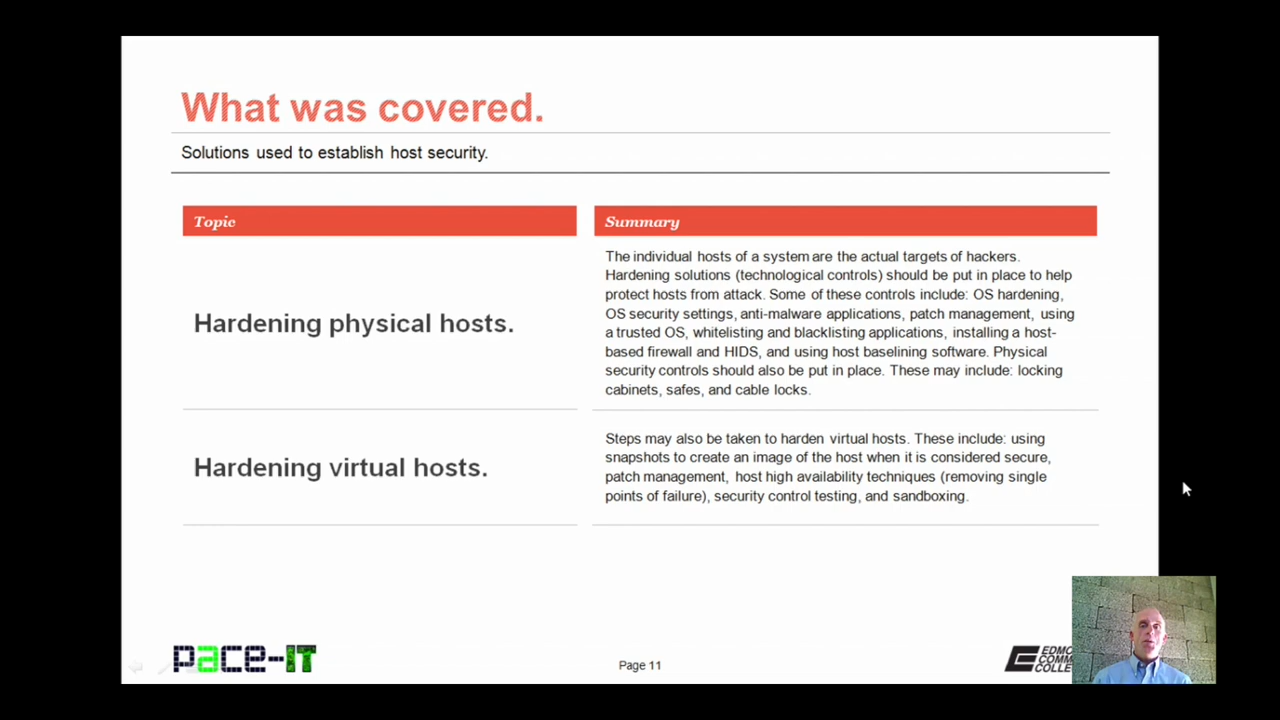 What was covered.
Solutions used to establish host security.
Topic
Summary
Hardening physical hosts.
The individual hosts of a system are the actual targets of hackers.
Hardening solutions (technological controls) should be put in place to help
protect hosts from attack. Some of these controls include: OS hardening,
OS security settings, anti-malware applications, patch management, using
a trusted OS, whitelisting and blacklisting applications, installing a host-
based firewall and HIDS, and using host baselining software. Physical
security controls should also be put in place. These may include: locking
cabinets, safes, and cable locks.
Hardening virtual hosts.
Steps may also be taken to harden virtual hosts. These include: using
snapshots to create an image of the host when it is considered secure,
patch management, host high availability techniques (removing single
points of failure), security control testing, and sandboxing.
pace-IT
Page 11
EDMO
COMM
COLLE